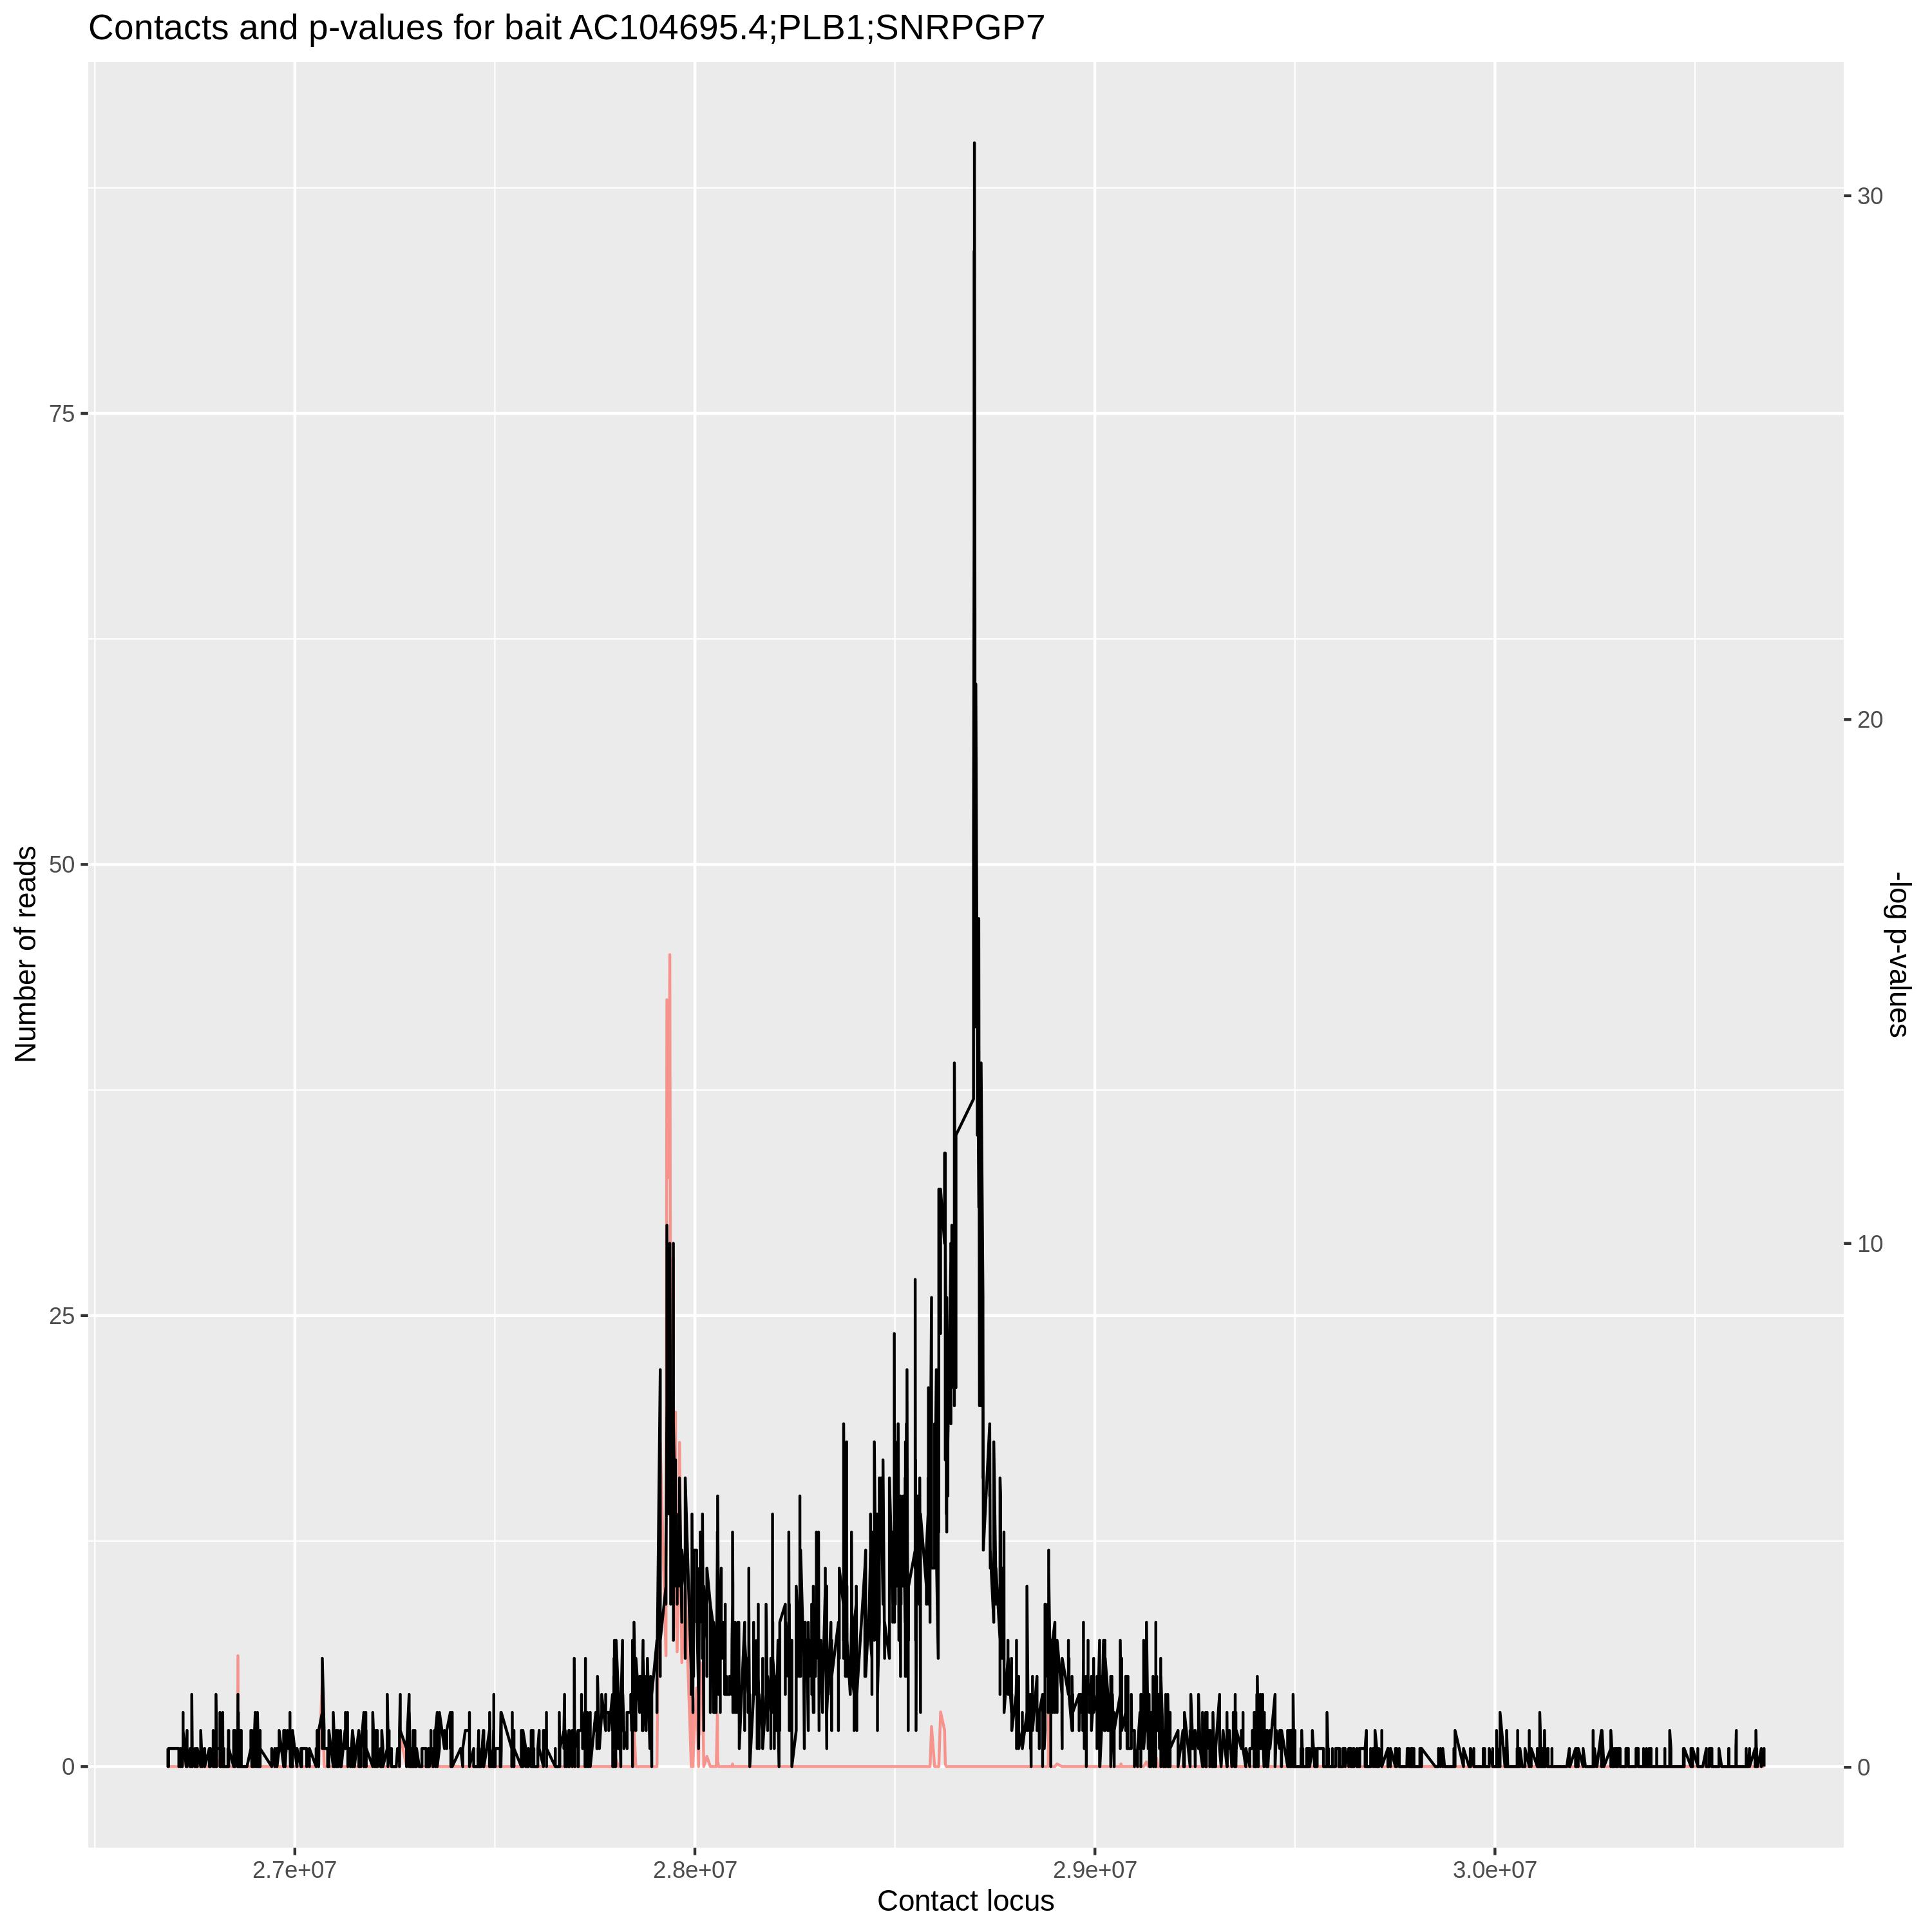 Contacts and p-values for bait AC104695.4;PLB1;SNRPGP7
30
75
20
50
Number of reads
-log p-values
10
25
0
0
2.7e+07 2.8e+07 2.9e+07 3.0e+07
Contact locus